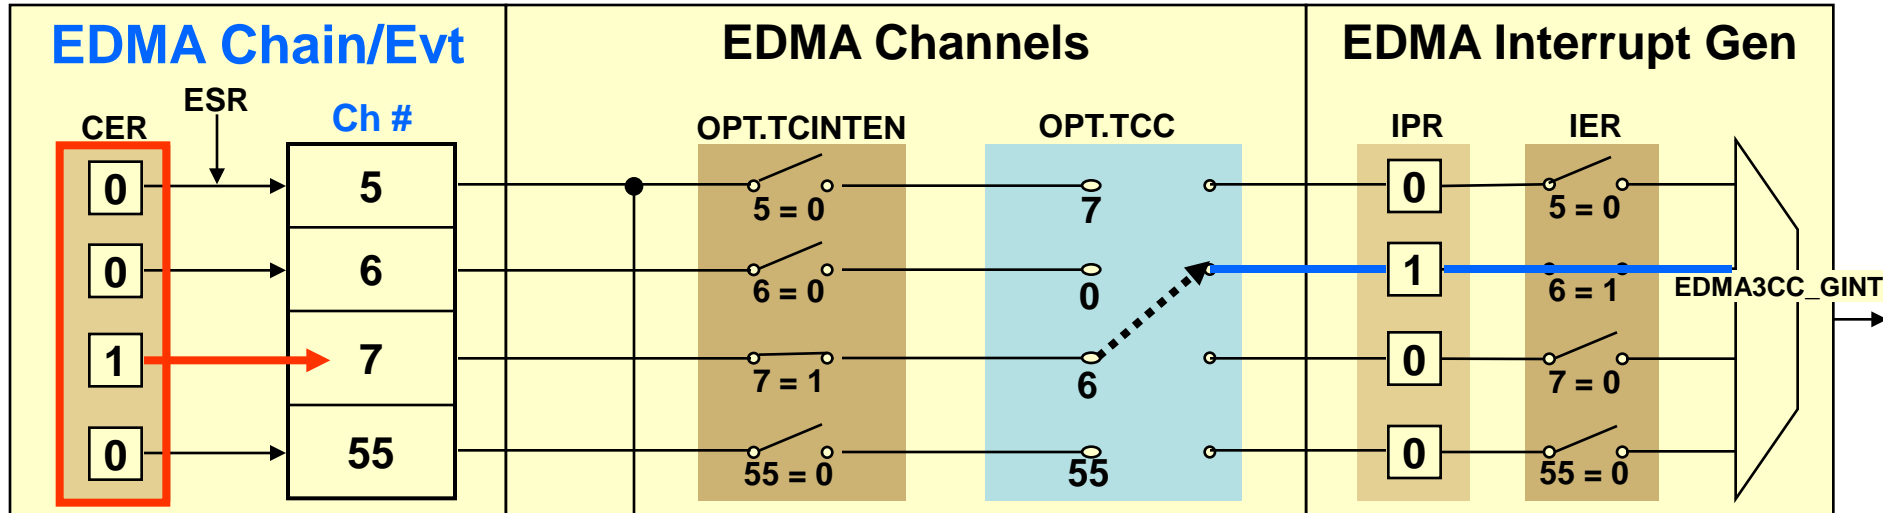 EDMA Chain/Evt
EDMA Channels
EDMA Interrupt Gen
ESR
CER
Ch #
OPT.TCINTEN
OPT.TCC
IPR
IER
0
5
5 = 0
7
0
5 = 0
0
6
6 = 0
0
1
6 = 1
EDMA3CC_GINT
1
7
7 = 1
6
0
7 = 0
0
55
55 = 0
55
0
55 = 0